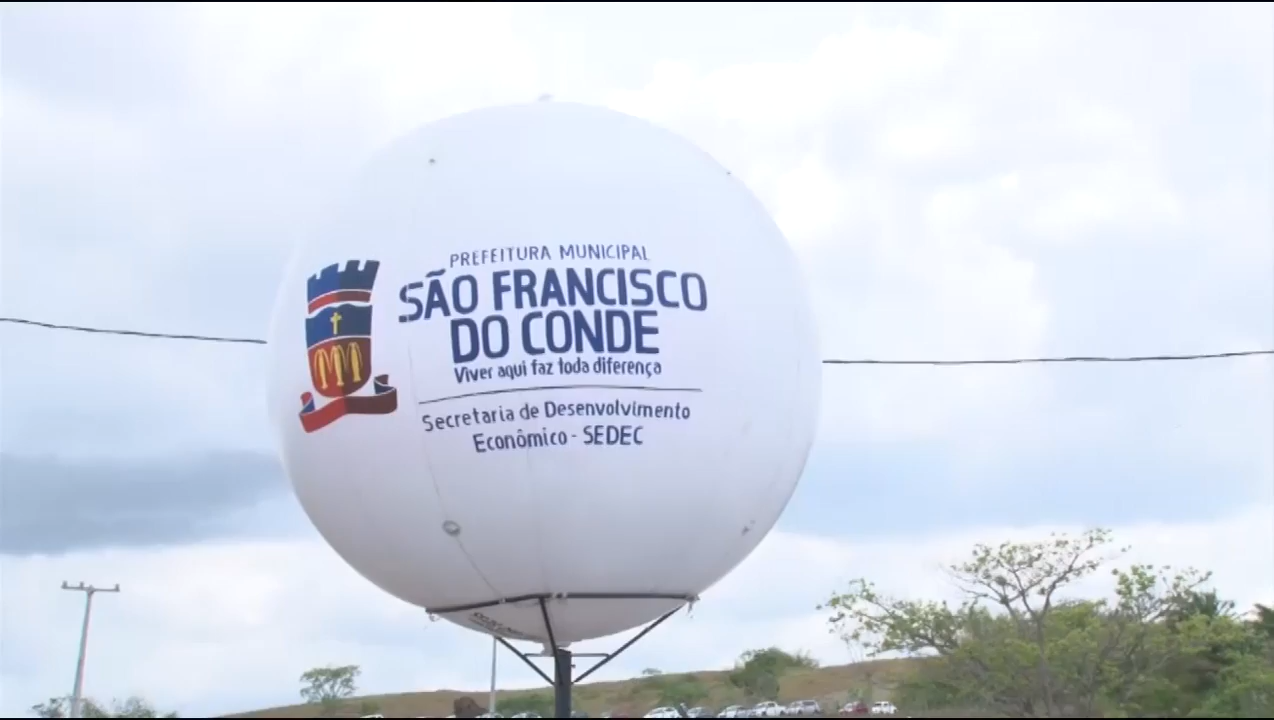 PREFEITURA MUNICIPAL
SÃO FRANCISCO
DO CONDE
Viver aqui faz toda diferença
Secretaria de Desenvolvimento
Econômico - SEDEC